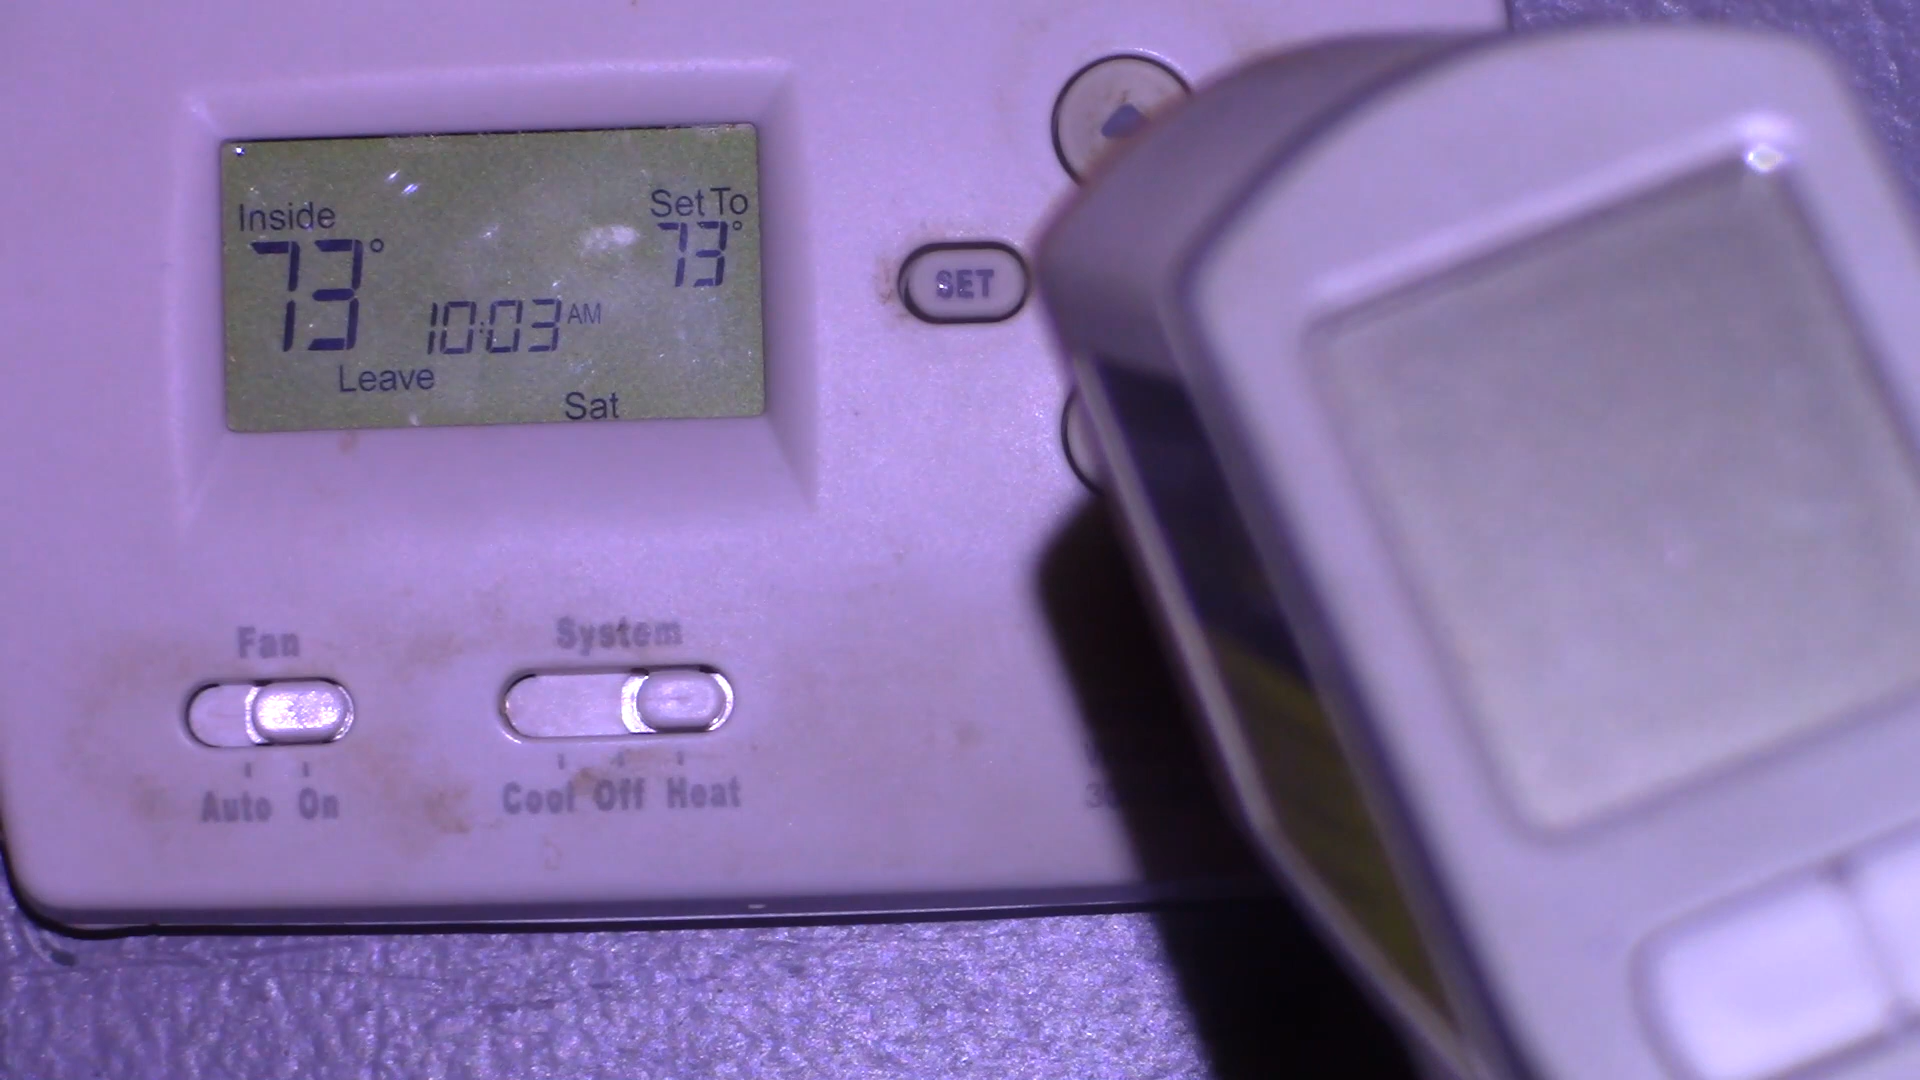 Inside Set To
73° 73°
10:03 AM
Leave
Sat
SET
Fan System
Auto On Cool Off Heat